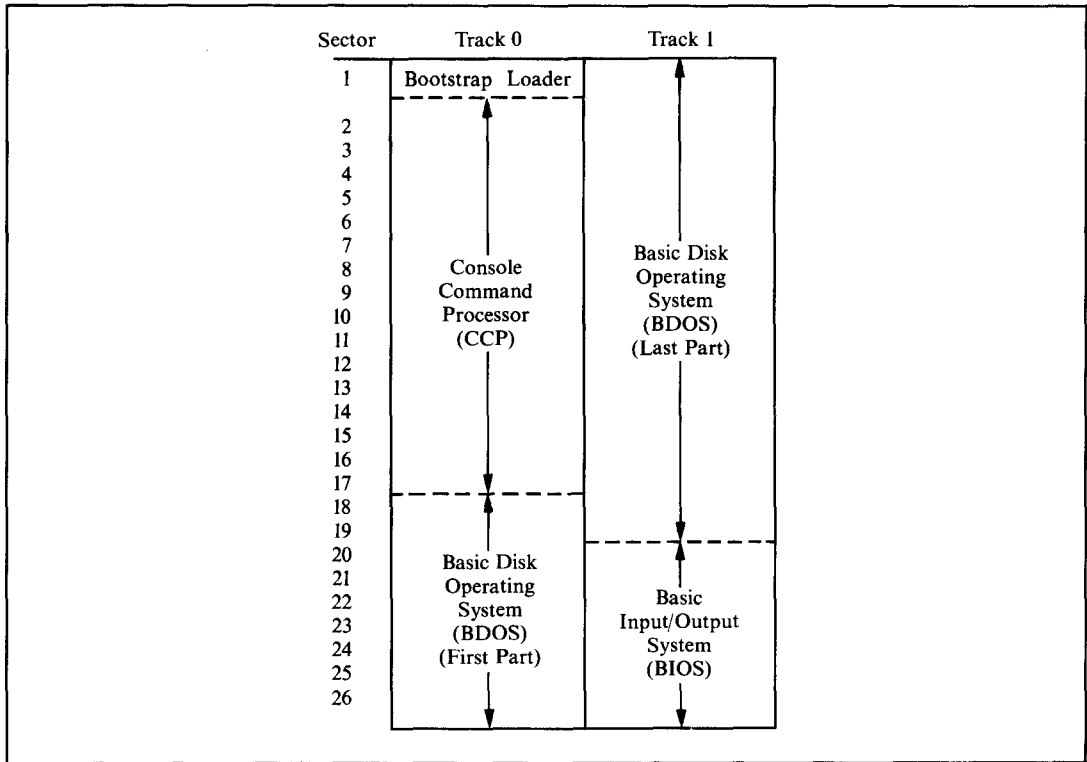 Sector Track 0 Track 1
1 Bootstrap Loader
2
3
4
5
6
7
8
9
10
11
12
13
14
15
16
17
18
19
20
21
22
23
24
25
26
Console
Command
Processor
(CCP)
Basic Disk
Operating
System
(BDOS)
(First Part)
Basic Disk
Operating
System
(BDOS)
(Last Part)
Basic
Input/Output
System
(BIOS)